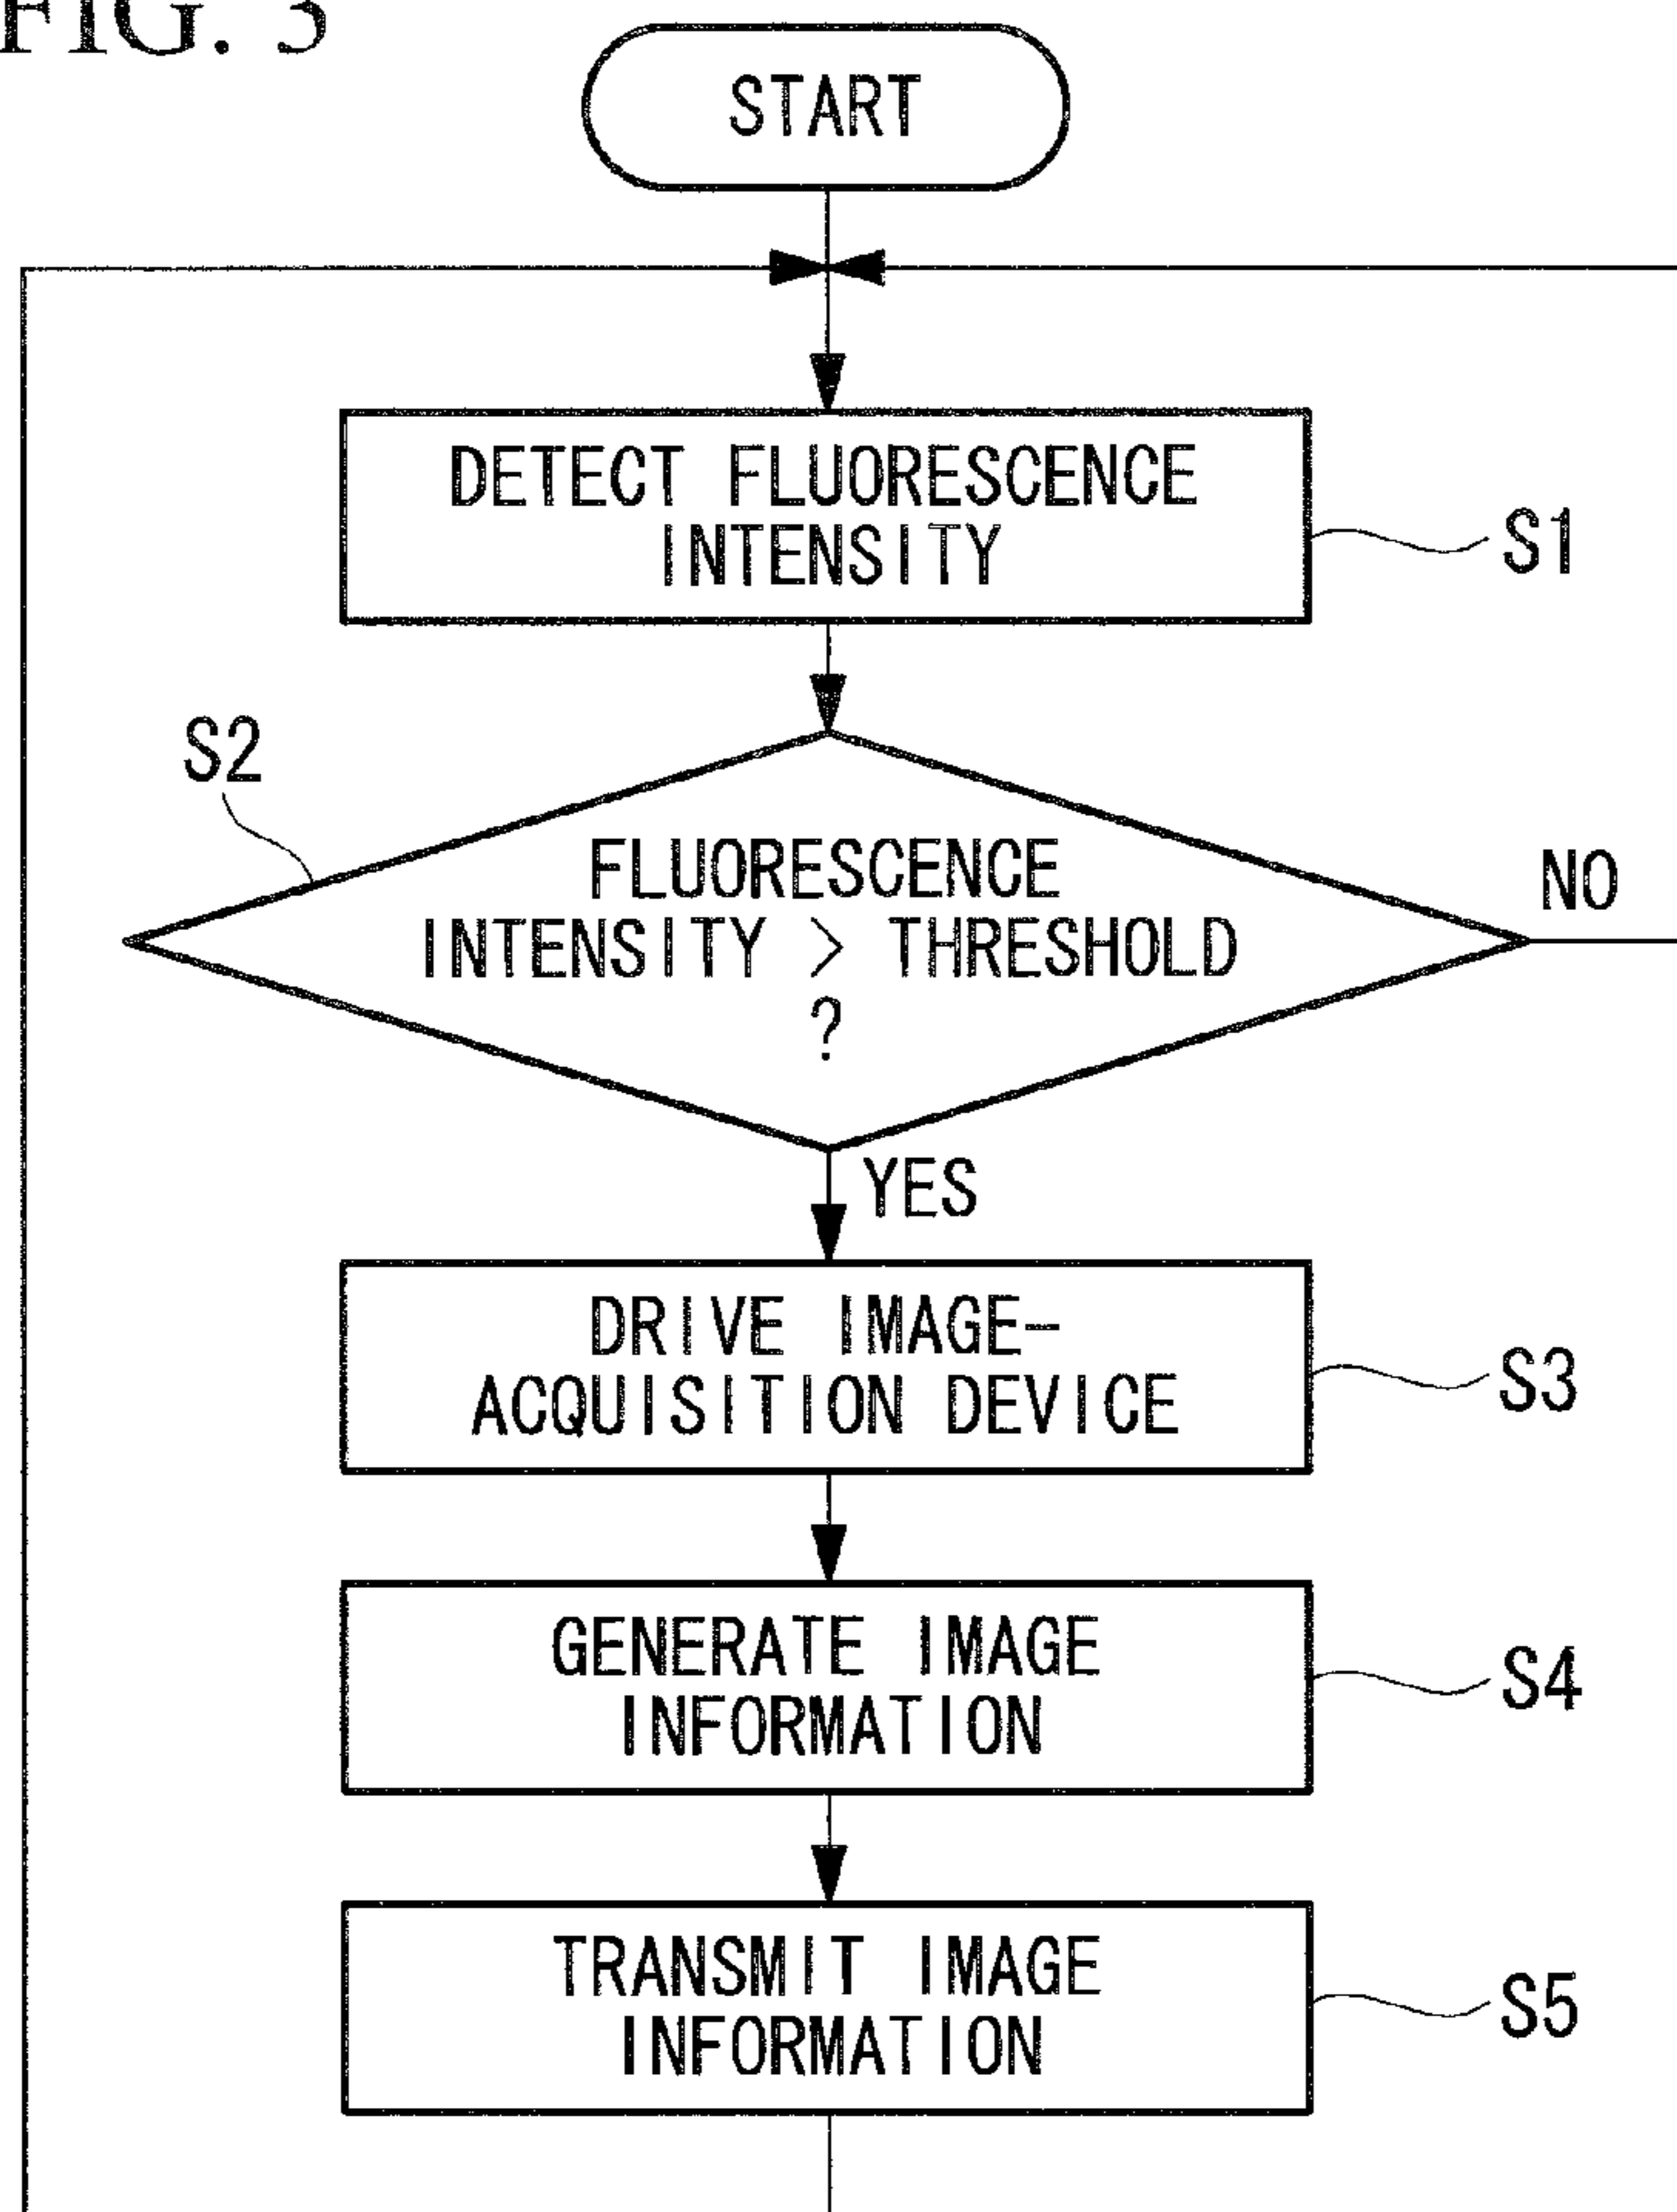 FIG. 3
START
DETECT FLUORESCENCE
INTENSITY
S1
S2
FLUORESCENCE
INTENSITY > THRESHOLD
?
NO
YES
DRIVE IMAGE-
ACQUISITION DEVICE
S3
GENERATE IMAGE
INFORMATION
S4
TRANSMIT IMAGE
INFORMATION
S5